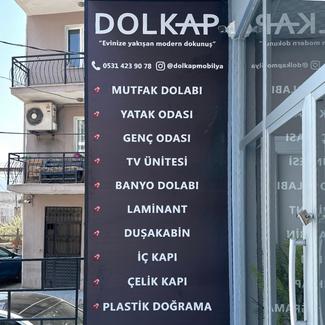 DOLKAP
"Evinize yakışan modern dokunuş"
0531 423 90 78 @dolkapmobilya
MUTFAK DOLABI
YATAK ODASI
GENÇ ODASI
TV ÜNİTESİ
BANYO DOLABI
LAMİNANT
DUŞAKABİN
İÇ KAPI
ÇELİK KAPI
PLASTİK DOĞRAMA